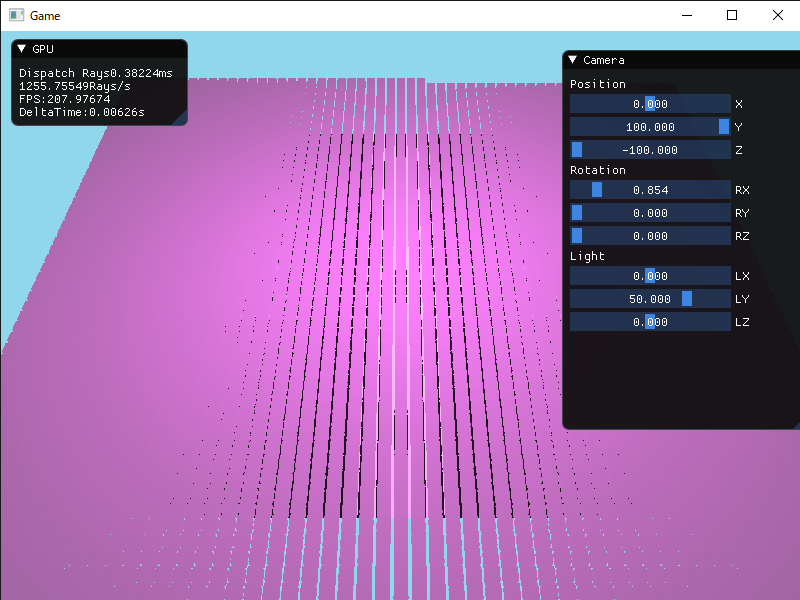 Game
GPU
Dispatch Rays0.38224ms
1255.75549Rays/s
FPS:207.97674
DeltaTime:0.00626s
Camera
Position
0.000 X
100.000 Y
-100.000 Z
Rotation
0.854 RX
0.000 RY
0.000 RZ
Light
0.000 LX
50.000 LY
0.000 LZ